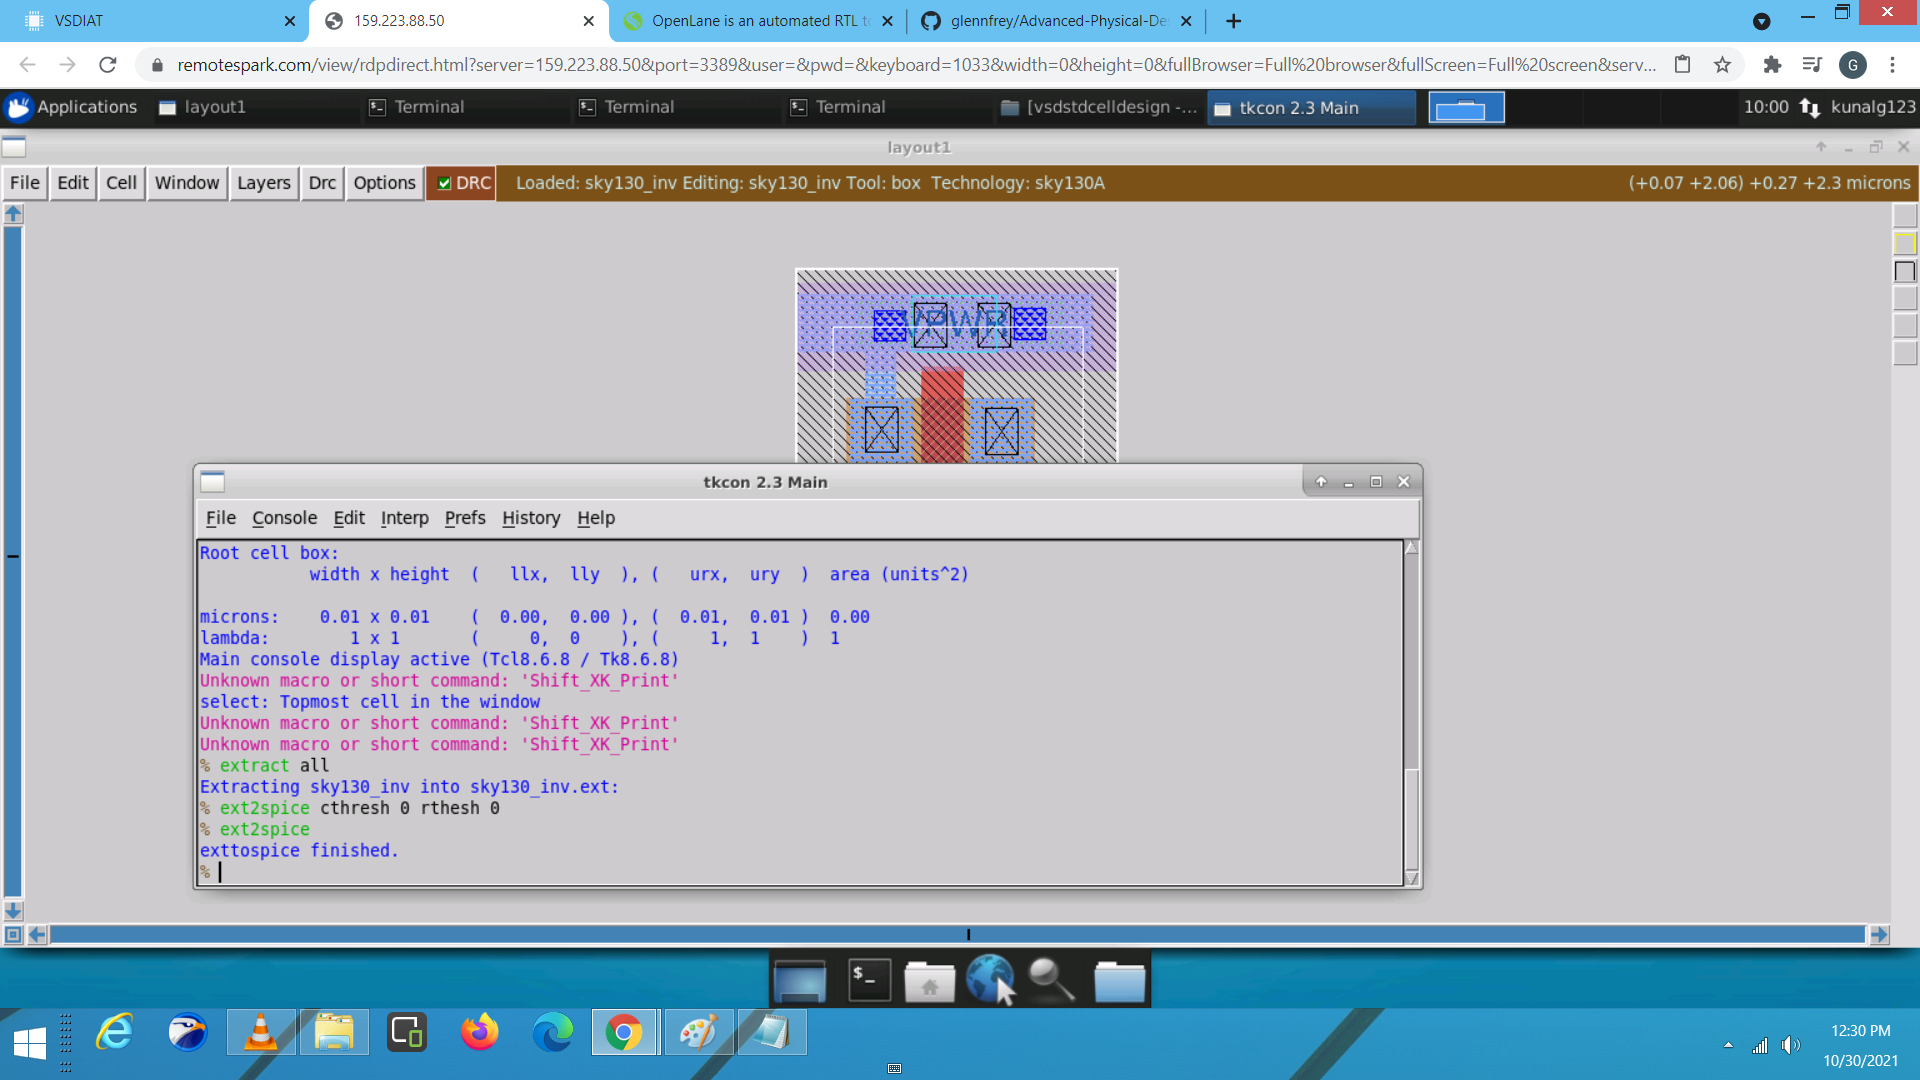 VSDIAT
159.223.88.50
OpenLane is an automated RTL t
glennfrey/Advanced-Physical-De
remotespark.com/view/rdpdirect.html?server=159.223.88.50&port=3389&user=&pwd=&keyboard=1033&width=0&height=0&fullBrowser=Full%20browser&fullScreen=Full%20screen&serv...
G
Applications
layout1
Terminal
Terminal
Terminal
[vsdstdcelldesign -...
tkcon 2.3 Main
10:00
kunalg123
layout1
File Edit Cell Window Layers Drc Options DRC
Loaded: sky130_inv Editing: sky130_inv Tool: box Technology: sky130A
(+0.07 +2.06) +0.27 +2.3 microns
VPWR
tkcon 2.3 Main
File Console Edit Interp Prefs History Help
Root cell box:
width x height ( llx, lly ), ( urx, ury ) area (units^2)
microns: 0.01 x 0.01 ( 0.00, 0.00 ), ( 0.01, 0.01 ) 0.00
lambda: 1 x 1 ( 0, 0 ), ( 1, 1 ) 1
Main console display active (Tcl8.6.8 / Tk8.6.8)
Unknown macro or short command: 'Shift_XK_Print'
select: Topmost cell in the window
Unknown macro or short command: 'Shift_XK_Print'
Unknown macro or short command: 'Shift_XK_Print'
% extract all
Extracting sky130_inv into sky130_inv.ext:
% ext2spice cthresh 0 rthesh 0
% ext2spice
exttospice finished.
%
$_
12:30 PM
10/30/2021